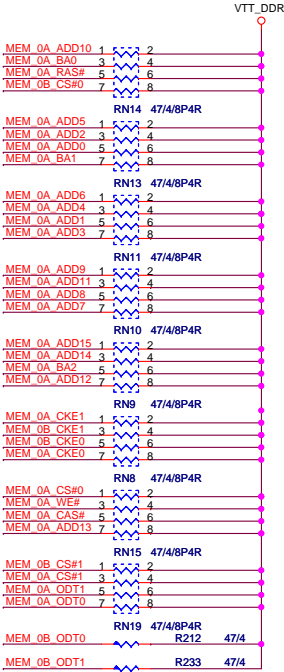 VTT_DDR
MEM_0A_ADD10 1 2
MEM_0A_BA0 3 4
MEM_0A_RAS# 5 6
MEM_0B_CS#0 7 8
RN14 47/4/8P4R
MEM_0A_ADD5 1 2
MEM_0A_ADD2 3 4
MEM_0A_ADD0 5 6
MEM_0A_BA1 7 8
RN13 47/4/8P4R
MEM_0A_ADD6 1 2
MEM_0A_ADD4 3 4
MEM_0A_ADD1 5 6
MEM_0A_ADD3 7 8
RN11 47/4/8P4R
MEM_0A_ADD9 1 2
MEM_0A_ADD11 3 4
MEM_0A_ADD8 5 6
MEM_0A_ADD7 7 8
RN10 47/4/8P4R
MEM_0A_ADD15 1 2
MEM_0A_ADD14 3 4
MEM_0A_BA2 5 6
MEM_0A_ADD12 7 8
RN9 47/4/8P4R
MEM_0A_CKE1 1 2
MEM_0B_CKE1 3 4
MEM_0B_CKE0 5 6
MEM_0A_CKE0 7 8
RN8 47/4/8P4R
MEM_0A_CS#0 1 2
MEM_0A_WE# 3 4
MEM_0A_CAS# 5 6
MEM_0A_ADD13 7 8
RN15 47/4/8P4R
MEM_0B_CS#1 1 2
MEM_0A_CS#1 3 4
MEM_0A_ODT1 5 6
MEM_0A_ODT0 7 8
RN19 47/4/8P4R
MEM_0B_ODT0 R212 47/4
MEM_0B_ODT1 R233 47/4